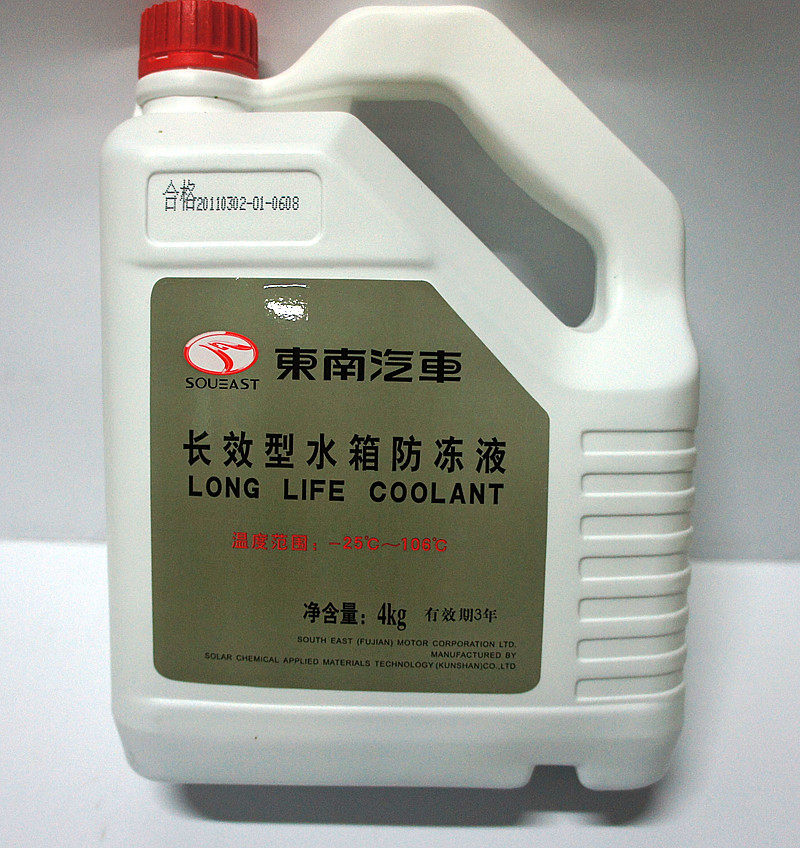 合格20110302-01-0608
SOUEAST
東南汽車
长效型水箱防冻液
LONG LIFE COOLANT
温度范围：-25℃～106℃
净含量：4kg 有效期3年
SOUTH EAST (FUJIAN) MOTOR CORPORATION LTD.
MANUFACTURED BY
SOLAR CHEMICAL APPLIED MATERIALS TECHNOLOGY(KUNSHAN)CO.,LTD